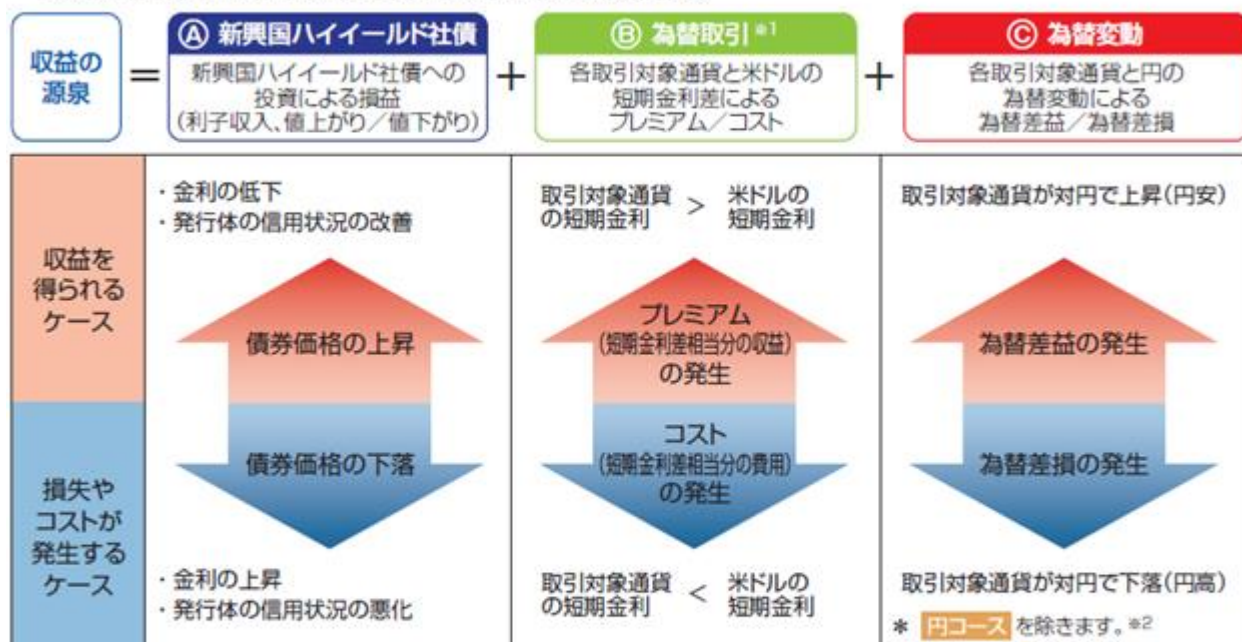 収益の
源泉
=
Ⓐ 新興国ハイイールド社債
新興国ハイイールド社債への
投資による損益
(利子収入、値上がり／値下がり)
+
Ⓑ 為替取引※1
各取引対象通貨と米ドルの
短期金利差による
プレミアム／コスト
+
Ⓒ 為替変動
各取引対象通貨と円の
為替変動による
為替差益／為替差損
収益を
得られる
ケース
・金利の低下
・発行体の信用状況の改善
債券価格の上昇
取引対象通貨
の短期金利
>
米ドルの
短期金利
プレミアム
(短期金利差相当分の収益)
の発生
取引対象通貨が対円で上昇(円安)
為替差益の発生
損失や
コストが
発生する
ケース
債券価格の下落
・金利の上昇
・発行体の信用状況の悪化
コスト
(短期金利差相当分の費用)
の発生
取引対象通貨
の短期金利
<
米ドルの
短期金利
為替差損の発生
取引対象通貨が対円で下落(円高)
* 円コース を除きます。※2